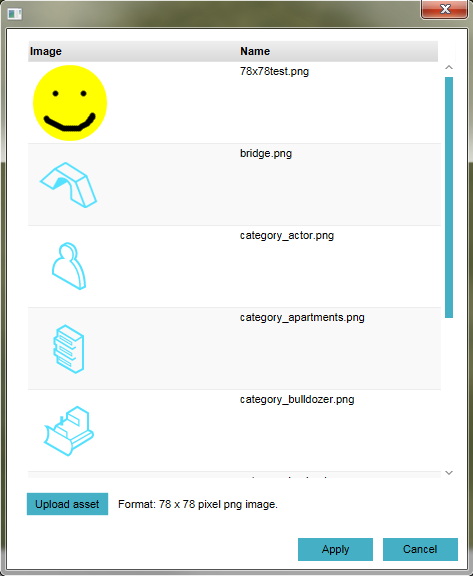 Image Name
78x78test.png
bridge.png
category_actor.png
category_apartments.png
category_bulldozer.png
Upload asset Format: 78 x 78 pixel png image.
Apply Cancel